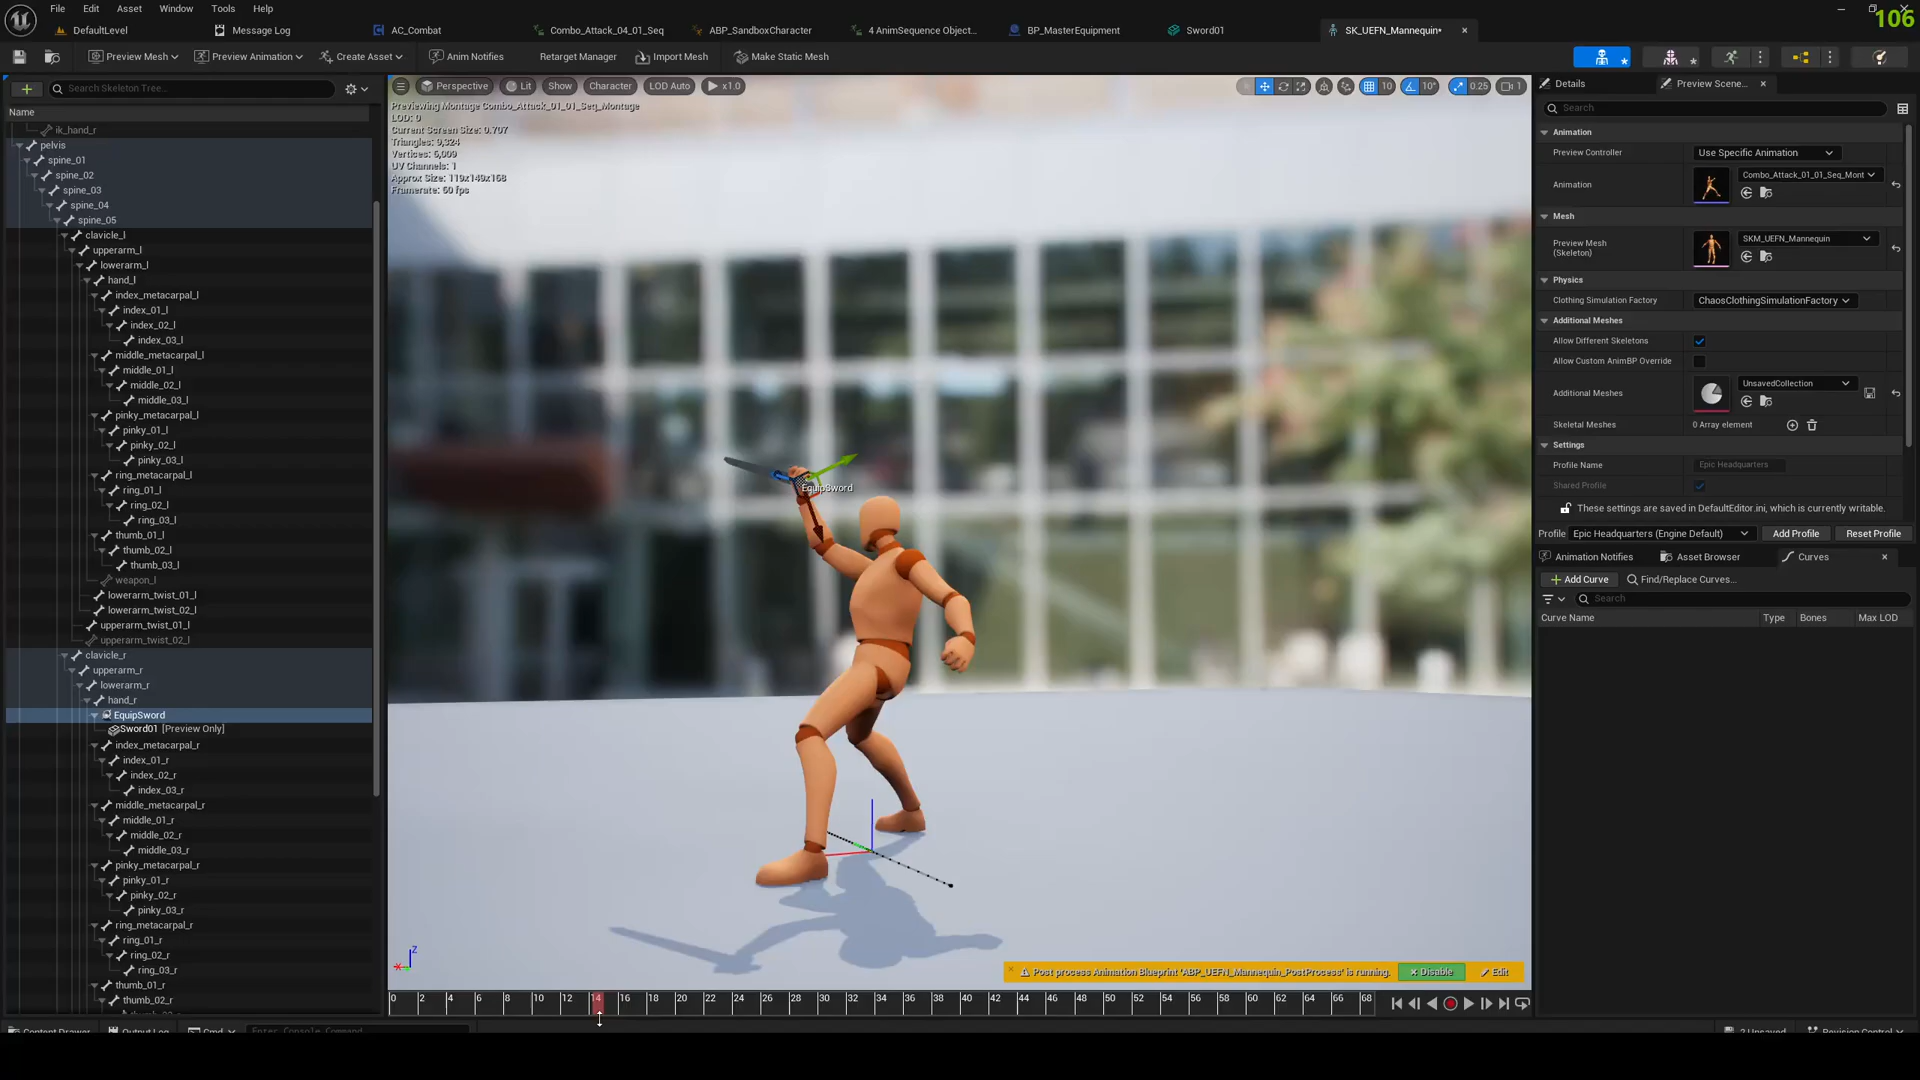 File Edit Asset Window Tools Help
106
DefaultLevel Message Log AC_Combat Combo_Attack_04_01_Seq ABP_SandboxCharacter 4 AnimSequence Object... BP_MasterEquipment Sword01 SK_UEFN_Mannequin*
Preview Mesh Preview Animation Create Asset Anim Notifies Retarget Manager Import Mesh Make Static Mesh
Search Skeleton Tree...
Name
ik_hand_r
pelvis
spine_01
spine_02
spine_03
spine_04
spine_05
clavicle_l
upperarm_l
lowerarm_l
hand_l
index_metacarpal_l
index_01_l
index_02_l
index_03_l
middle_metacarpal_l
middle_01_l
middle_02_l
middle_03_l
pinky_metacarpal_l
pinky_01_l
pinky_02_l
pinky_03_l
ring_metacarpal_l
ring_01_l
ring_02_l
ring_03_l
thumb_01_l
thumb_02_l
thumb_03_l
weapon_l
lowerarm_twist_01_l
lowerarm_twist_02_l
upperarm_twist_01_l
upperarm_twist_02_l
clavicle_r
upperarm_r
lowerarm_r
hand_r
EquipSword
Sword01 [Preview Only]
index_metacarpal_r
index_01_r
index_02_r
index_03_r
middle_metacarpal_r
middle_01_r
middle_02_r
middle_03_r
pinky_metacarpal_r
pinky_01_r
pinky_02_r
pinky_03_r
ring_metacarpal_r
ring_01_r
ring_02_r
ring_03_r
thumb_01_r
thumb_02_r
Perspective Lit Show Character LOD Auto x1.0 10 10° 0.25 1
Previewing Montage Combo_Attack_01_01_Seq_Montage
LOD: 0
Current Screen Size: 0.707
Triangles: 9,324
UV Channels: 1
Approx Size: 119x149x168
EquipSword
Z
X
Post process Animation Blueprint 'ABP_UEFN_Mannequin_PostProcess' is running. Disable Edit
0 2 4 6 8 10 12 14 16 18 20 22 24 26 28 30 32 34 36 38 40 42 44 46 48 50 52 54 56 58 60 62 64 66 68
Details Preview Scene...
Search
Animation
Preview Controller Use Specific Animation
Animation Combo_Attack_01_01_Seq_Mont
Mesh
Preview Mesh (Skeleton) SKM_UEFN_Mannequin
Physics
Clothing Simulation Factory ChaosClothingSimulationFactory
Additional Meshes
Allow Different Skeletons
Allow Custom AnimBP Override
Additional Meshes UnsavedCollection
Skeletal Meshes 0 Array element
Settings
Profile Name Epic Headquarters
Shared Profile
These settings are saved in DefaultEditor.ini, which is currently writable.
Profile Epic Headquarters (Engine Default) Add Profile Reset Profile
Animation Notifies Asset Browser Curves
Add Curve Find/Replace Curves...
Search
Curve Name Type Bones Max LOD
Content Drawer Output Log Cmd Enter Console Command 2 Unsaved Revision Control